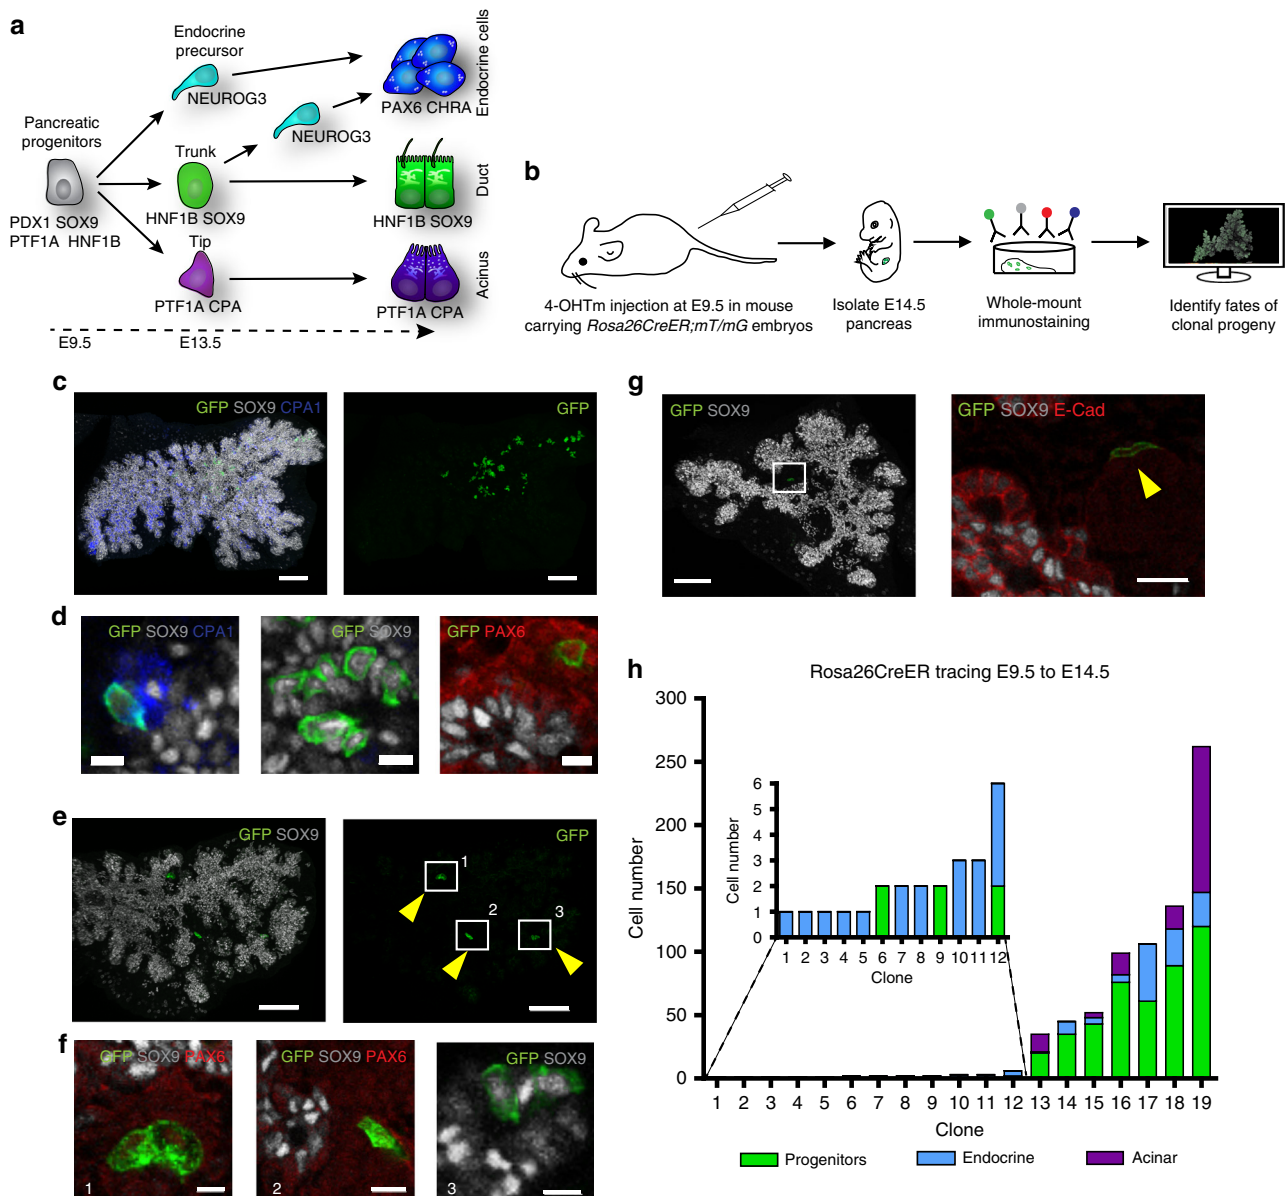 a
Endocrine
precursor
NEUROG3
NEUROG3
PAX6 CHRA
Endocrine cells
Pancreatic
progenitors
PDX1 SOX9
PTF1A HNF1B
Trunk
HNF1B SOX9
HNF1B SOX9
Duct
Tip
PTF1A CPA
PTF1A CPA
Acinus
E9.5
E13.5
b
4-OHTm injection at E9.5 in mouse
carrying Rosa26CreER;mT/mG embryos
Isolate E14.5
pancreas
Whole-mount
immunostaining
Identify fates of
clonal progeny
c
GFP SOX9 CPA1
GFP
d
GFP SOX9 CPA1
GFP SOX9
GFP PAX6
e
GFP SOX9
GFP
1
2
3
f
GFP SOX9 PAX6
1
GFP SOX9 PAX6
2
GFP SOX9
3
g
GFP SOX9
GFP SOX9 E-Cad
h
Rosa26CreER tracing E9.5 to E14.5
Cell number
300
250
200
150
100
50
0
Cell number
6
5
4
3
2
1
0
1 2 3 4 5 6 7 8 9 10 11 12
Clone
1 2 3 4 5 6 7 8 9 10 11 12 13 14 15 16 17 18 19
Clone
Progenitors
Endocrine
Acinar